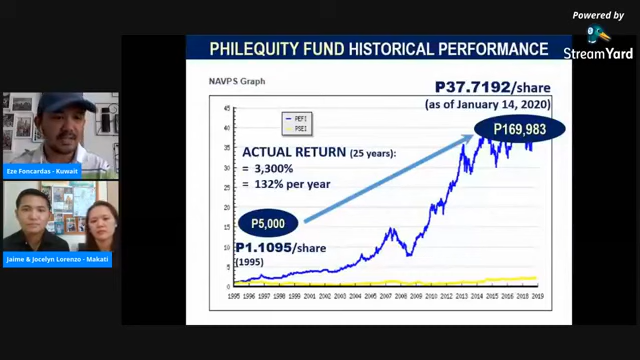 Powered by
StreamYard
PHILEQUITY FUND HISTORICAL PERFORMANCE
NAVPS Graph
P37.7192/share
(as of January 14, 2020)
PEFI
PSEI
P169,983
ACTUAL RETURN (25 years):
= 3,300%
= 132% per year
P5,000
P1.1095/share
(1995)
45
40
35
30
25
20
15
10
5
0
1995 1996 1997 1998 1999 2001 2002 2003 2004 2005 2006 2007 2008 2009 2010 2012 2013 2014 2015 2016 2017 2018 2019
Eze Foncardas - Kuwait
Jaime & Jocelyn Lorenzo - Makati